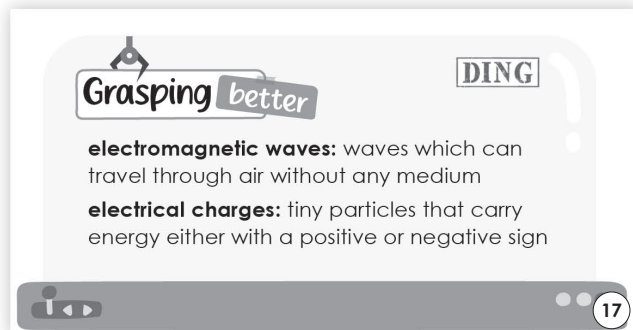 Grasping better
DING
electromagnetic waves: waves which can
travel through air without any medium
electrical charges: tiny particles that carry
energy either with a positive or negative sign
17